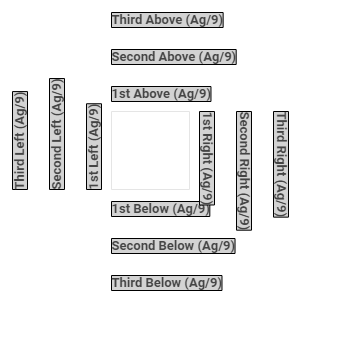 Third Above (Ag/9)
Second Above (Ag/9)
1st Above (Ag/9)
Third Left (Ag/9)
Second Left (Ag/9)
1st Left (Ag/9)
1st Right (Ag/9)
Second Right (Ag/9)
Third Right (Ag/9)
1st Below (Ag/9)
Second Below (Ag/9)
Third Below (Ag/9)